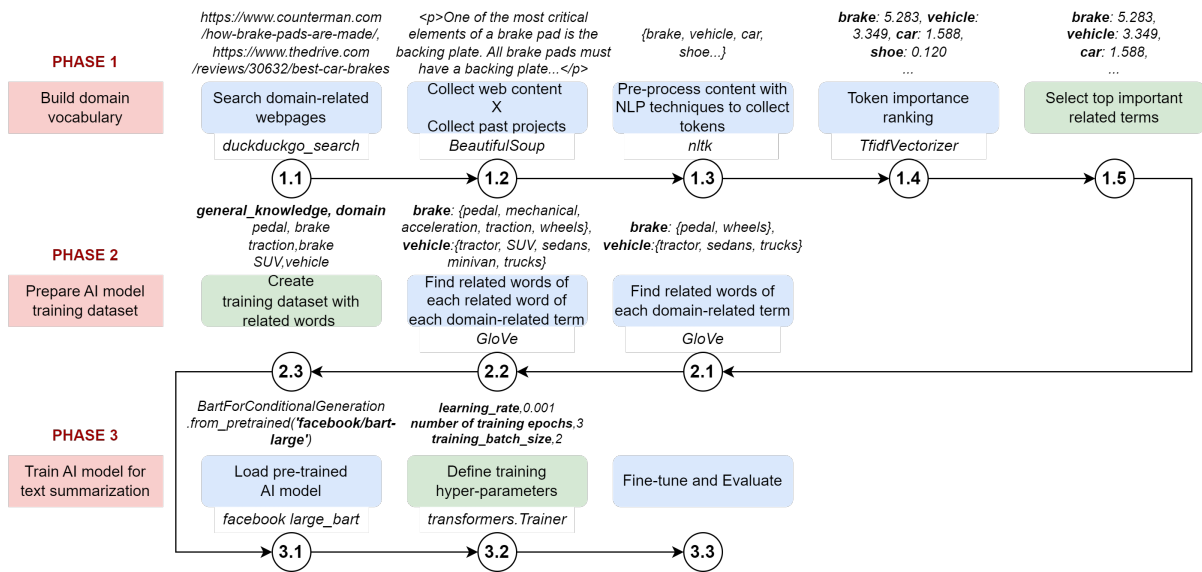 PHASE 1
Build domain
vocabulary
https://www.counterman.com
/how-brake-pads-are-made/,
https://www.thedrive.com
/reviews/30632/best-car-brakes
Search domain-related
webpages
duckduckgo_search
1.1
<p>One of the most critical
elements of a brake pad is the
backing plate. All brake pads must
have a backing plate...</p>
Collect web content
X
Collect past projects
BeautifulSoup
1.2
{brake, vehicle, car,
shoe...}
Pre-process content with
NLP techniques to collect
tokens
nltk
1.3
brake: 5.283, vehicle:
3.349, car: 1.588,
shoe: 0.120
...
Token importance
ranking
TfidfVectorizer
1.4
brake: 5.283,
vehicle: 3.349,
car: 1.588,
...
Select top important
related terms
1.5
PHASE 2
Prepare AI model
training dataset
general_knowledge, domain
pedal, brake
traction,brake
SUV,vehicle
Create
training dataset with
related words
2.3
brake: {pedal, mechanical,
acceleration, traction, wheels},
vehicle:{tractor, SUV, sedans,
minivan, trucks}
Find related words of
each related word of
each domain-related term
GloVe
2.2
brake: {pedal, wheels},
vehicle:{tractor, sedans, trucks}
Find related words of
each domain-related term
GloVe
2.1
PHASE 3
Train AI model for
text summarization
BartForConditionalGeneration
.from_pretrained('facebook/bart-
large')
Load pre-trained
AI model
facebook large_bart
3.1
learning_rate,0.001
number of training epochs,3
training_batch_size,2
Define training
hyper-parameters
transformers.Trainer
3.2
Fine-tune and Evaluate
3.3